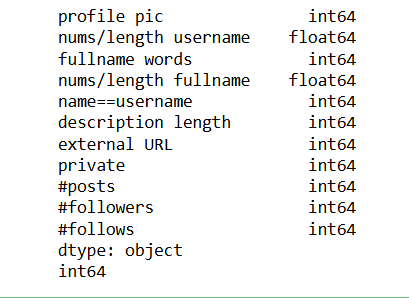 profile pic int64
nums/length username float64
fullname words int64
nums/length fullname float64
name==username int64
description length int64
external URL int64
private int64
#posts int64
#followers int64
#follows int64
dtype: object
int64